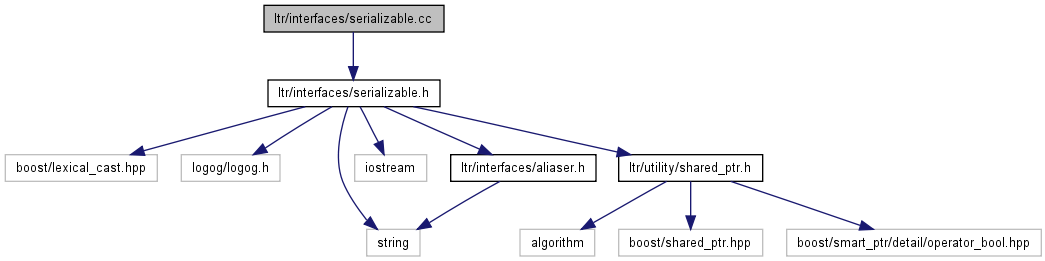 ltr/interfaces/serializable.cc
ltr/interfaces/serializable.h
boost/lexical_cast.hpp
logog/logog.h
iostream
ltr/interfaces/aliaser.h
ltr/utility/shared_ptr.h
string
algorithm
boost/shared_ptr.hpp
boost/smart_ptr/detail/operator_bool.hpp